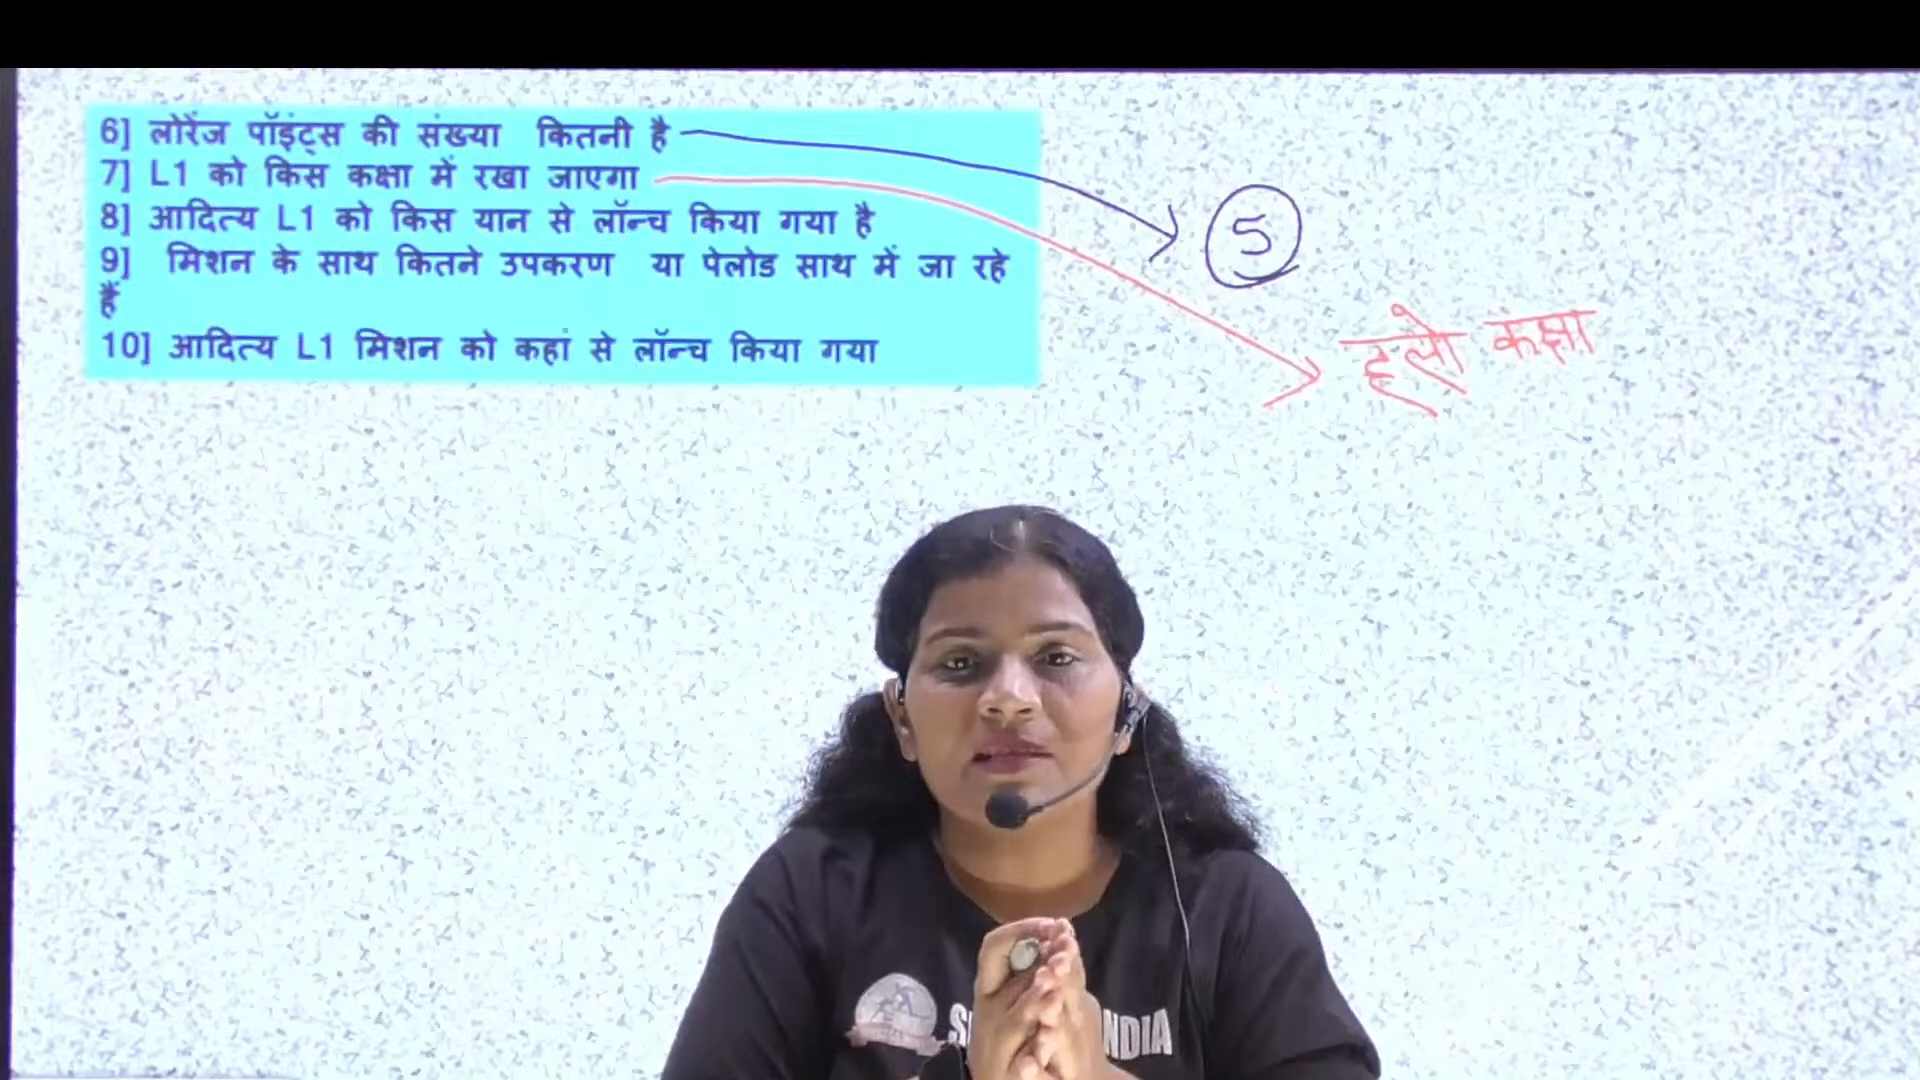 6] लोरेंज पॉइंट्स की संख्या कितनी है
5
7] L1 को किस कक्षा में रखा जाएगा
हलो कक्षा
8] आदित्य L1 को किस यान से लॉन्च किया गया है
9] मिशन के साथ कितने उपकरण या पेलोड साथ में जा रहे
हैं
10] आदित्य L1 मिशन को कहां से लॉन्च किया गया